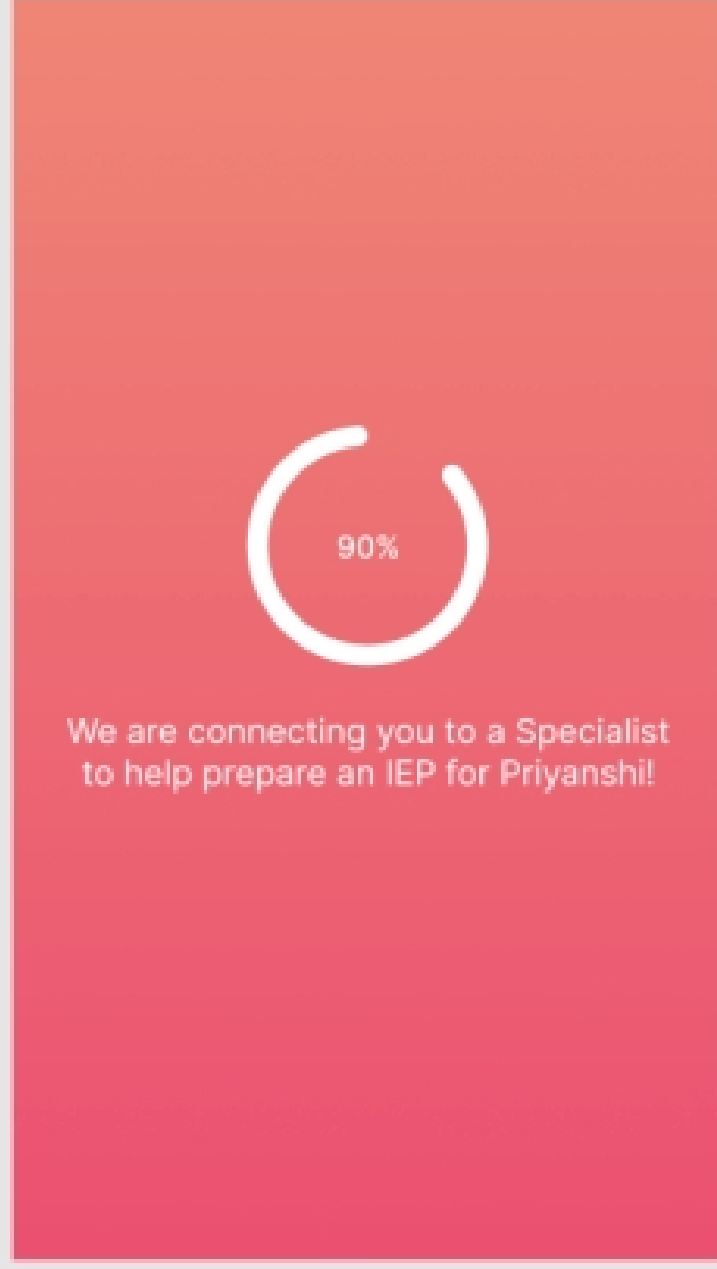 90%
We are connecting you to a Specialist
to help prepare an IEP for Priyanshi!